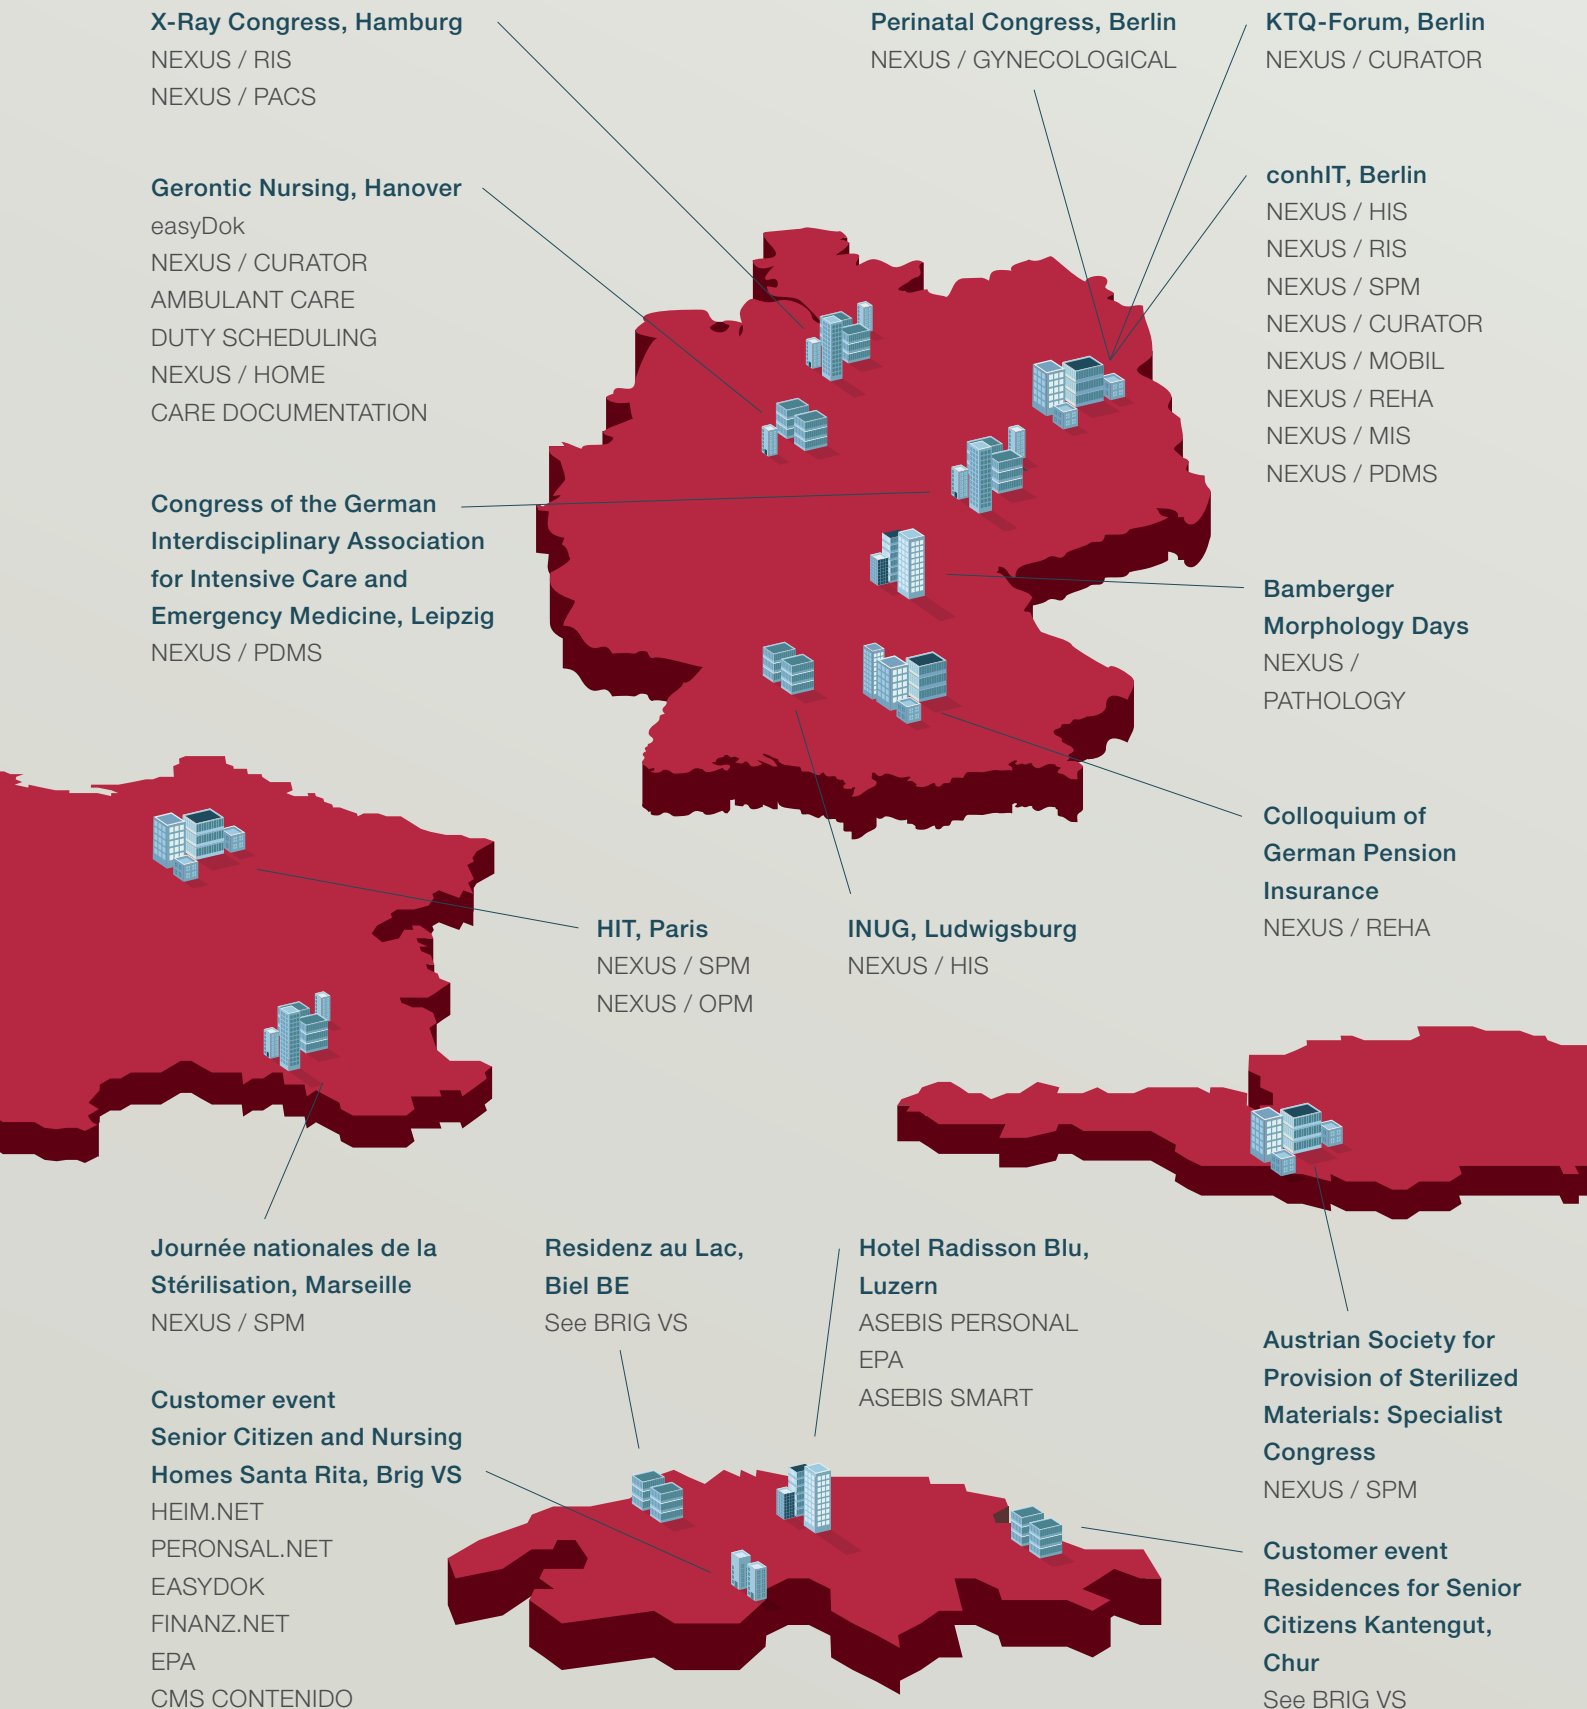 X-Ray Congress, Hamburg
NEXUS / RIS
NEXUS / PACS
Perinatal Congress, Berlin
NEXUS / GYNECOLOGICAL
KTQ-Forum, Berlin
NEXUS / CURATOR
Gerontic Nursing, Hanover
easyDok
NEXUS / CURATOR
AMBULANT CARE
DUTY SCHEDULING
NEXUS / HOME
CARE DOCUMENTATION
conhIT, Berlin
NEXUS / HIS
NEXUS / RIS
NEXUS / SPM
NEXUS / CURATOR
NEXUS / MOBIL
NEXUS / REHA
NEXUS / MIS
NEXUS / PDMS
Congress of the German
Interdisciplinary Association
for Intensive Care and
Emergency Medicine, Leipzig
NEXUS / PDMS
Bamberger
Morphology Days
NEXUS /
PATHOLOGY
Colloquium of
German Pension
Insurance
NEXUS / REHA
HIT, Paris
NEXUS / SPM
NEXUS / OPM
INUG, Ludwigsburg
NEXUS / HIS
Journée nationales de la
Stérilisation, Marseille
NEXUS / SPM
Residenz au Lac,
Biel BE
See BRIG VS
Hotel Radisson Blu,
Luzern
ASEBIS PERSONAL
EPA
ASEBIS SMART
Austrian Society for
Provision of Sterilized
Materials: Specialist
Congress
NEXUS / SPM
Customer event
Senior Citizen and Nursing
Homes Santa Rita, Brig VS
HEIM.NET
PERONSAL.NET
EASYDOK
FINANZ.NET
EPA
CMS CONTENIDO
Customer event
Residences for Senior
Citizens Kantengut,
Chur
See BRIG VS